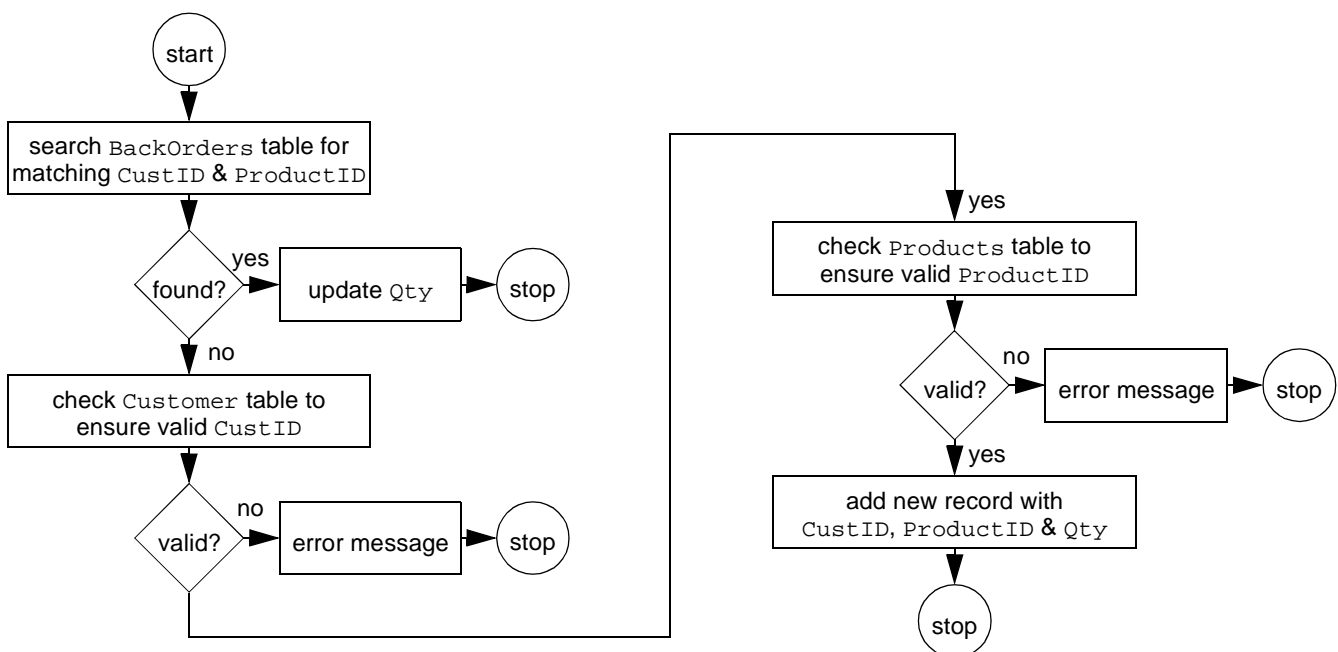 start
search BackOrders table for
matching CustID & ProductID
found?
yes
update Qty
stop
no
check Customer table to
ensure valid CustID
valid?
no
error message
stop
yes
check Products table to
ensure valid ProductID
valid?
no
error message
stop
yes
add new record with
CustID, ProductID & Qty
stop